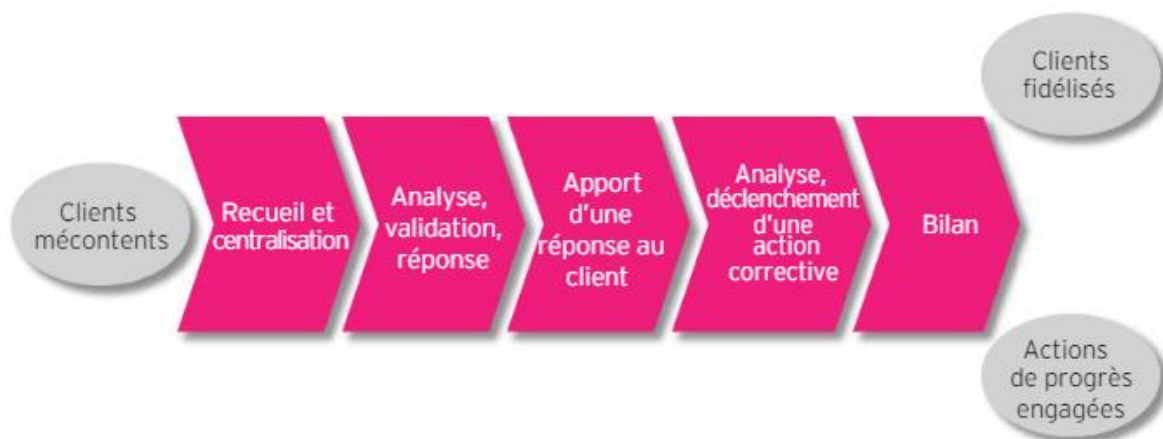 Clients
mécontents
Recueil et
centralisation
Analyse,
validation,
réponse
Apport
d'une
réponse au
client
Analyse,
déclenchement
d'une
action
corrective
Bilan
Clients
fidélisés
Actions
de progrès
engagées